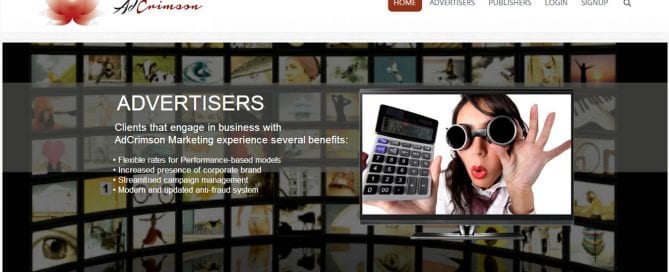 AdCrimson
HOME ADVERTISERS PUBLISHERS LOGIN SIGNUP
ADVERTISERS
Clients that engage in business with
AdCrimson Marketing experience several benefits:
• Flexible rates for Performance-based models
• Increased presence of corporate brand
• Streamlined campaign management
• Modern and updated anti-fraud system